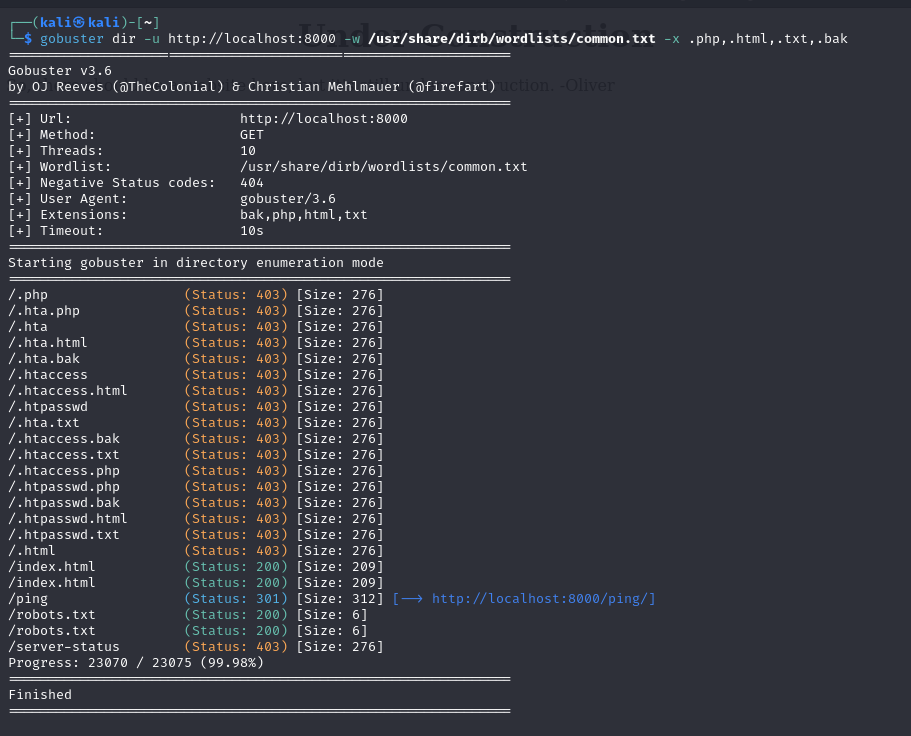 ┌──(kali㉿kali)-[~]
└─$ gobuster dir -u http://localhost:8000 -w /usr/share/dirb/wordlists/common.txt -x .php,.html,.txt,.bak
Under Construction
===============================================================
Gobuster v3.6
by OJ Reeves (@TheColonial) & Christian Mehlmauer (@firefart)
construction. -Oliver
===============================================================
[+] Url:                     http://localhost:8000
[+] Method:                  GET
[+] Threads:                 10
[+] Wordlist:                /usr/share/dirb/wordlists/common.txt
[+] Negative Status codes:   404
[+] User Agent:              gobuster/3.6
[+] Extensions:              bak,php,html,txt
[+] Timeout:                 10s
===============================================================
Starting gobuster in directory enumeration mode
===============================================================
/.php                 (Status: 403) [Size: 276]
/.hta.php             (Status: 403) [Size: 276]
/.hta                 (Status: 403) [Size: 276]
/.hta.html            (Status: 403) [Size: 276]
/.hta.bak             (Status: 403) [Size: 276]
/.htaccess            (Status: 403) [Size: 276]
/.htaccess.html       (Status: 403) [Size: 276]
/.htpasswd            (Status: 403) [Size: 276]
/.hta.txt             (Status: 403) [Size: 276]
/.htaccess.bak        (Status: 403) [Size: 276]
/.htaccess.txt        (Status: 403) [Size: 276]
/.htaccess.php        (Status: 403) [Size: 276]
/.htpasswd.php        (Status: 403) [Size: 276]
/.htpasswd.bak        (Status: 403) [Size: 276]
/.htpasswd.html       (Status: 403) [Size: 276]
/.htpasswd.txt        (Status: 403) [Size: 276]
/.html                (Status: 403) [Size: 276]
/index.html           (Status: 200) [Size: 209]
/index.html           (Status: 200) [Size: 209]
/ping                 (Status: 301) [Size: 312] [--> http://localhost:8000/ping/]
/robots.txt           (Status: 200) [Size: 6]
/robots.txt           (Status: 200) [Size: 6]
/server-status        (Status: 403) [Size: 276]
Progress: 23070 / 23075 (99.98%)
===============================================================
Finished
===============================================================